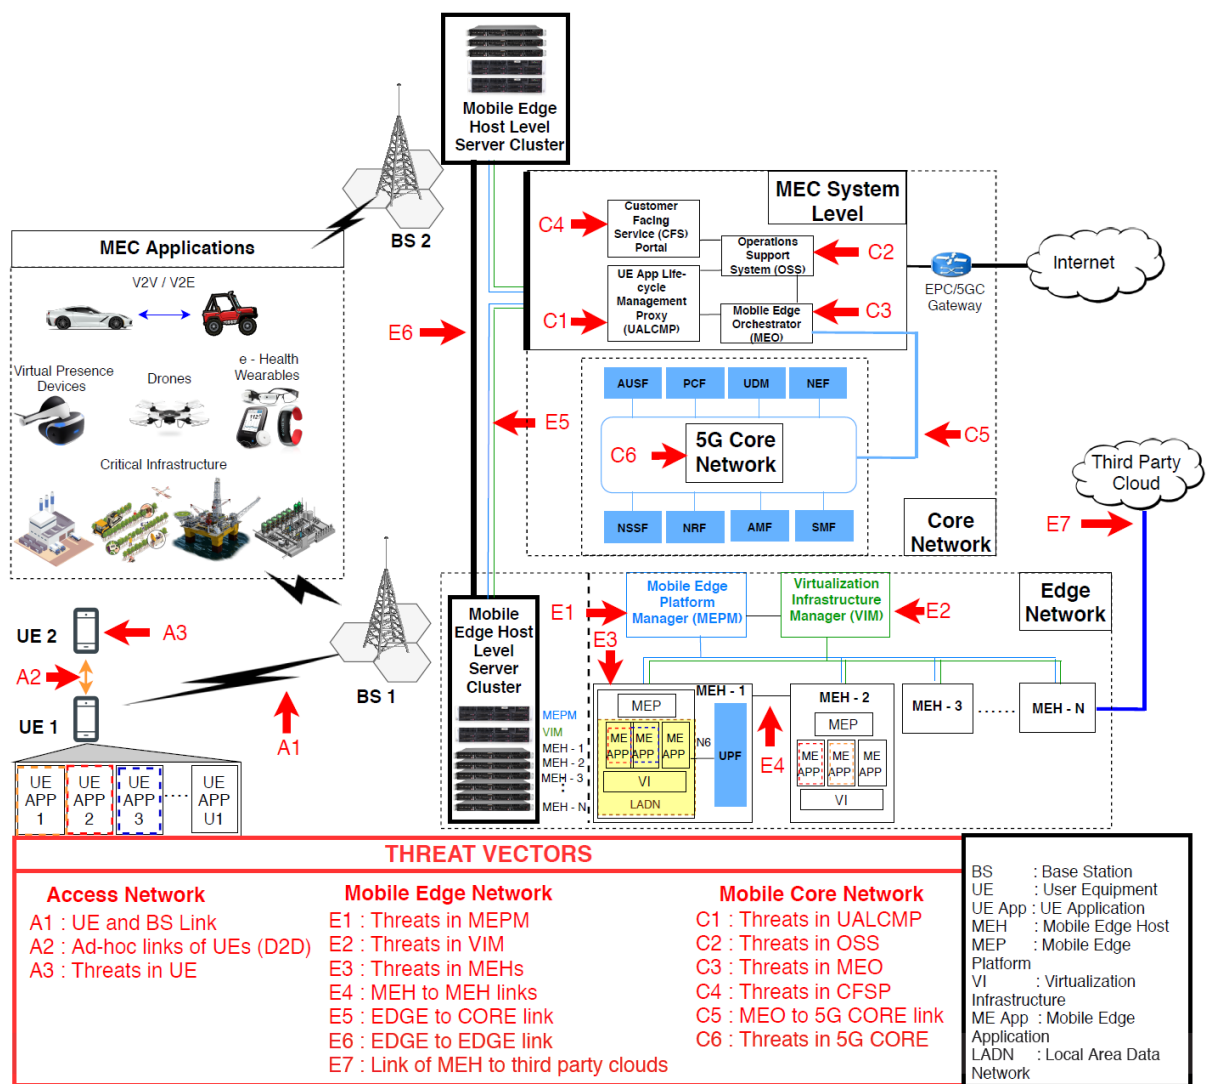 Mobile Edge
Host Level
Server Cluster
BS 2
MEC Applications
V2V / V2E
Virtual Presence
Devices
Drones
e - Health
Wearables
Critical Infrastructure
MEC System
Level
C4
Customer
Facing
Service (CFS)
Portal
Operations
Support
System (OSS)
C2
UE App Life-
cycle
Management
Proxy
(UALCMP)
C1
Mobile Edge
Orchestrator
(MEO)
C3
EPC/5GC
Gateway
Internet
E6
E5
AUSF
PCF
UDM
NEF
C6
5G Core
Network
C5
NSSF
NRF
AMF
SMF
Core
Network
Third Party
Cloud
E7
UE 2
A3
A2
UE 1
A1
BS 1
UE
APP
1
UE
APP
2
UE
APP
3
UE
APP
U1
Mobile
Edge Host
Level
Server
Cluster
MEPM
VIM
MEH - 1
MEH - 2
MEH - 3
MEH - N
E1
Mobile Edge
Platform
Manager (MEPM)
Virtualization
Infrastructure
Manager (VIM)
E2
Edge
Network
E3
MEH - 1
MEP
ME
APP
ME
APP
ME
APP
VI
LADN
N6
UPF
E4
MEH - 2
MEP
ME
APP
ME
APP
ME
APP
VI
MEH - 3
MEH - N
THREAT VECTORS
Access Network
A1 : UE and BS Link
A2 : Ad-hoc links of UEs (D2D)
A3 : Threats in UE
Mobile Edge Network
E1 : Threats in MEPM
E2 : Threats in VIM
E3 : Threats in MEHs
E4 : MEH to MEH links
E5 : EDGE to CORE link
E6 : EDGE to EDGE link
E7 : Link of MEH to third party clouds
Mobile Core Network
C1 : Threats in UALCMP
C2 : Threats in OSS
C3 : Threats in MEO
C4 : Threats in CFSP
C5 : MEO to 5G CORE link
C6 : Threats in 5G CORE
BS : Base Station
UE : User Equipment
UE App : UE Application
MEH : Mobile Edge Host
MEP : Mobile Edge
Platform
VI : Virtualization
Infrastructure
ME App : Mobile Edge
Application
LADN : Local Area Data
Network